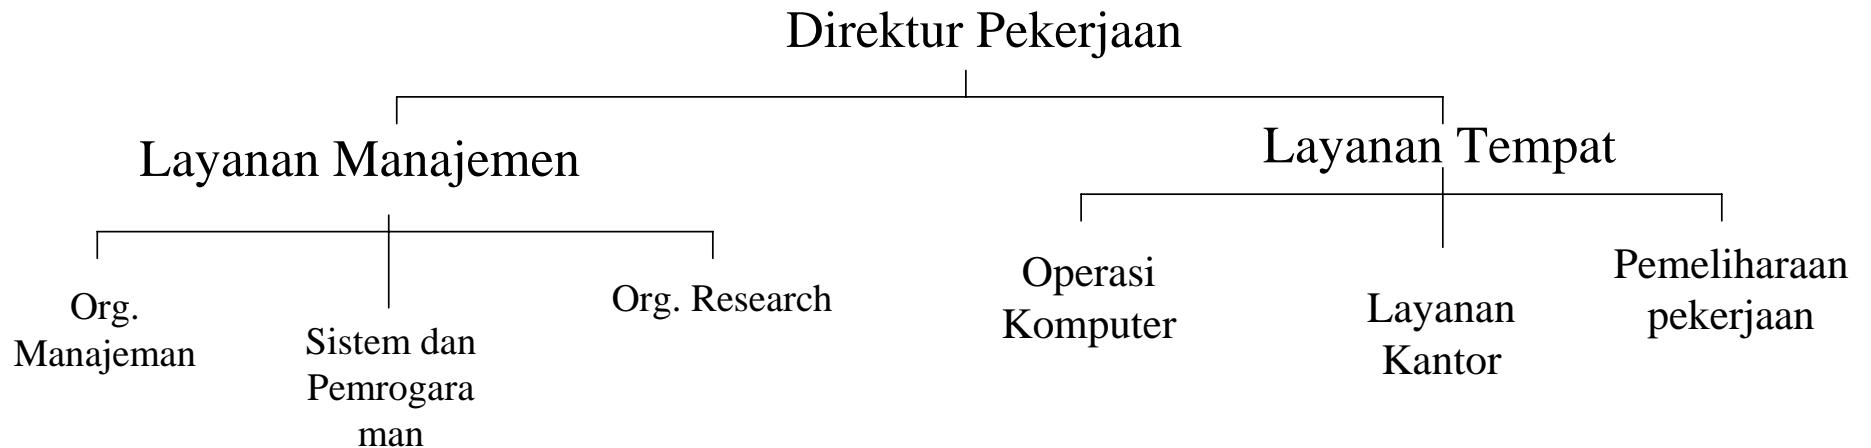 Direktur Pekerjaan
Layanan Manajemen
Layanan Tempat
Org.
Manajeman
Sistem dan
Pemrogara
man
Org. Research
Operasi
Komputer
Layanan
Kantor
Pemeliharaan
pekerjaan